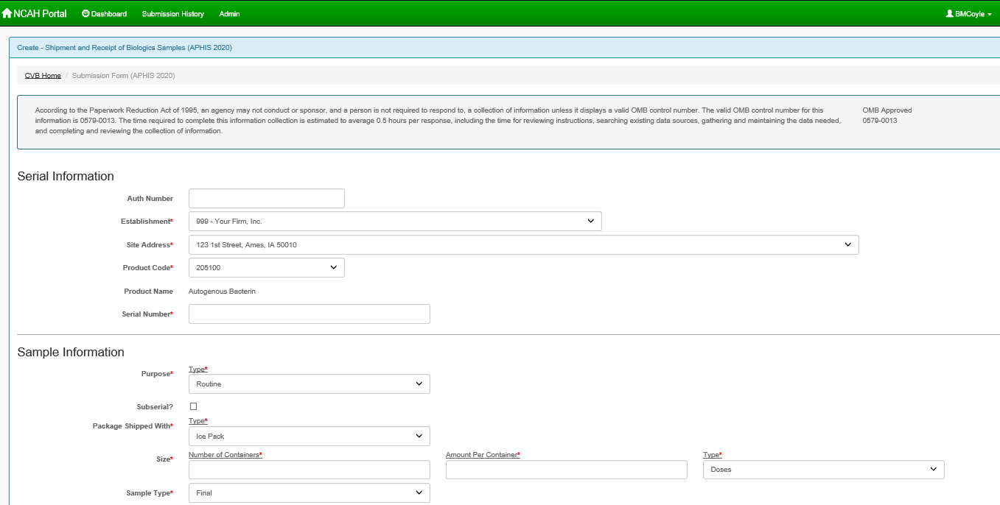 NCAH Portal Dashboard Submission History Admin BMCoyle
Create - Shipment and Receipt of Biologics Samples (APHIS 2020)
CVB Home / Submission Form (APHIS 2020)
According to the Paperwork Reduction Act of 1995, an agency may not conduct or sponsor, and a person is not required to respond to, a collection of information unless it displays a valid OMB control number. The valid OMB control number for this
information is 0579-0013. The time required to complete this information collection is estimated to average 0.5 hours per response, including the time for reviewing instructions, searching existing data sources, gathering and maintaining the data needed,
and completing and reviewing the collection of information.
OMB Approved
0579-0013
Serial Information
Auth Number
Establishment* 999 - Your Firm, Inc.
Site Address* 123 1st Street, Ames, IA 50010
Product Code* 205100
Product Name Autogenous Bacterin
Serial Number*
Sample Information
Purpose* Type*
Routine
Subserial?
Package Shipped With* Type*
Ice Pack
Size* Number of Containers* Amount Per Container* Type*
Doses
Sample Type* Final